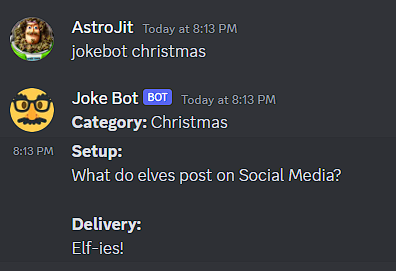 AstroJit Today at 8:13 PM
jokebot christmas
Joke Bot BOT Today at 8:13 PM
Category: Christmas
8:13 PM Setup:
What do elves post on Social Media?
Delivery:
Elf-ies!